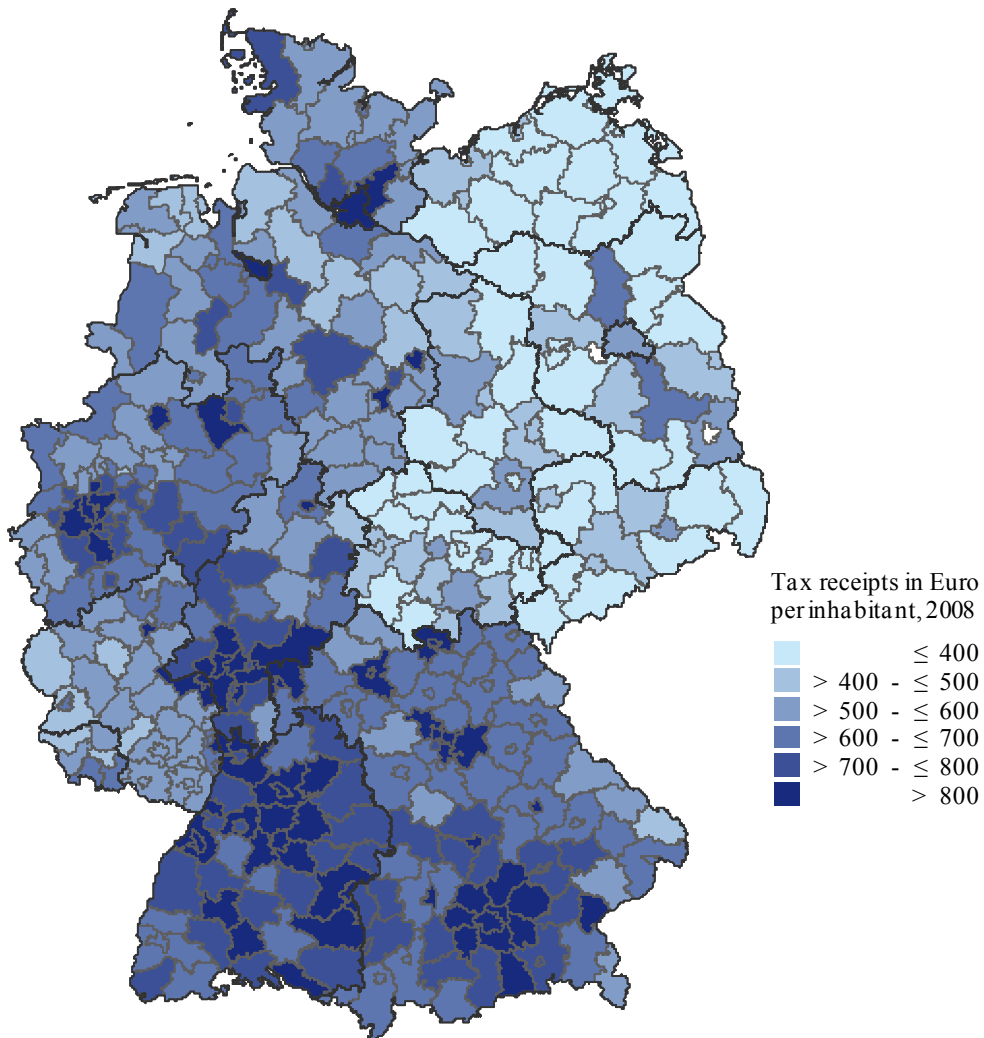 Tax receipts in Euro
per inhabitant, 2008
≤ 400
> 400 - ≤ 500
> 500 - ≤ 600
> 600 - ≤ 700
> 700 - ≤ 800
> 800